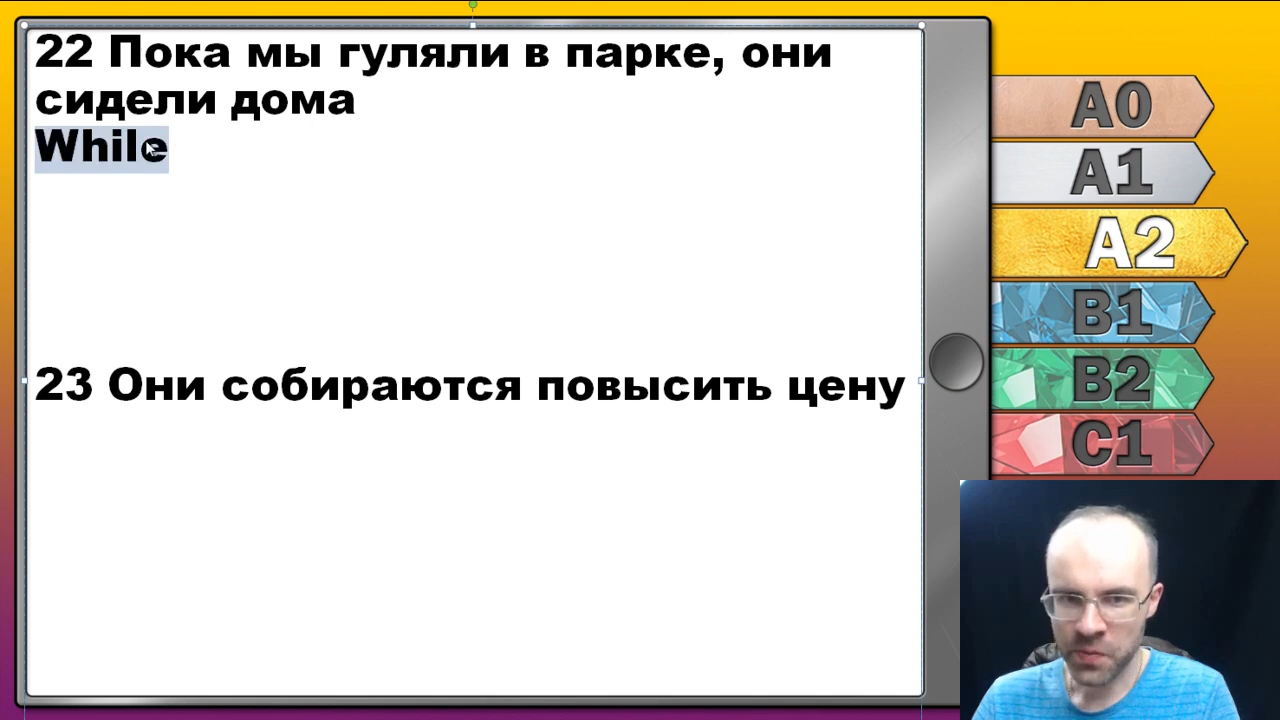 22 Пока мы гуляли в парке, они
сидели дома
While
23 Они собираются повысить цену
A0
A1
A2
B1
B2
C1